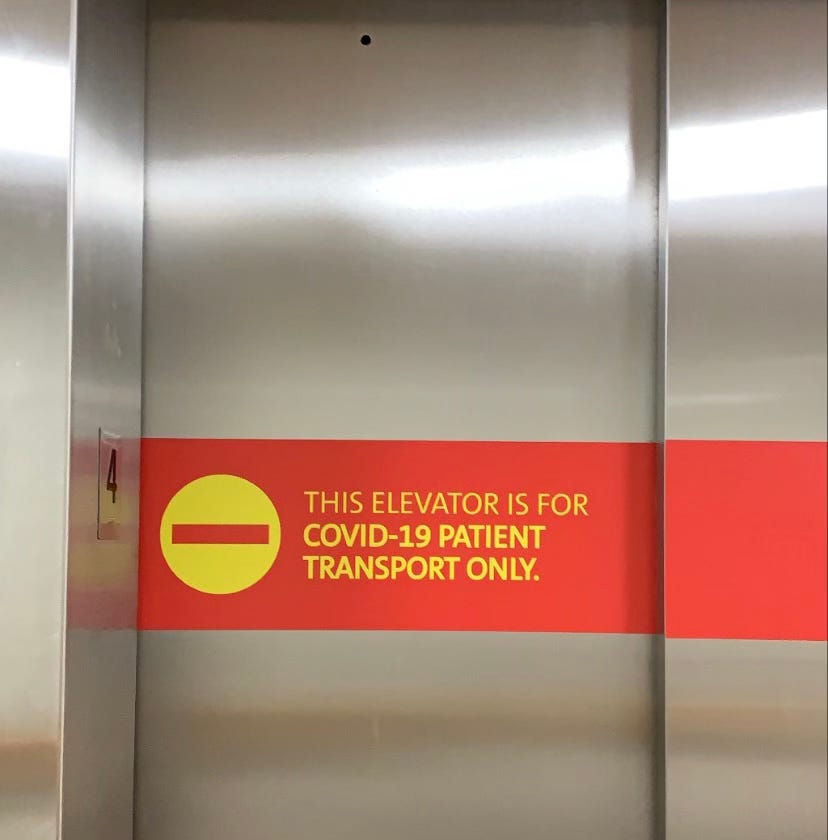 4
THIS ELEVATOR IS FOR
COVID-19 PATIENT
TRANSPORT ONLY.